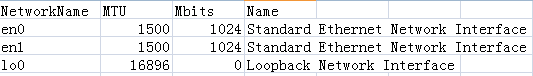 NetworkName MTU Mbits Name
en0 1500 1024 Standard Ethernet Network Interface
en1 1500 1024 Standard Ethernet Network Interface
lo0 16896 0 Loopback Network Interface